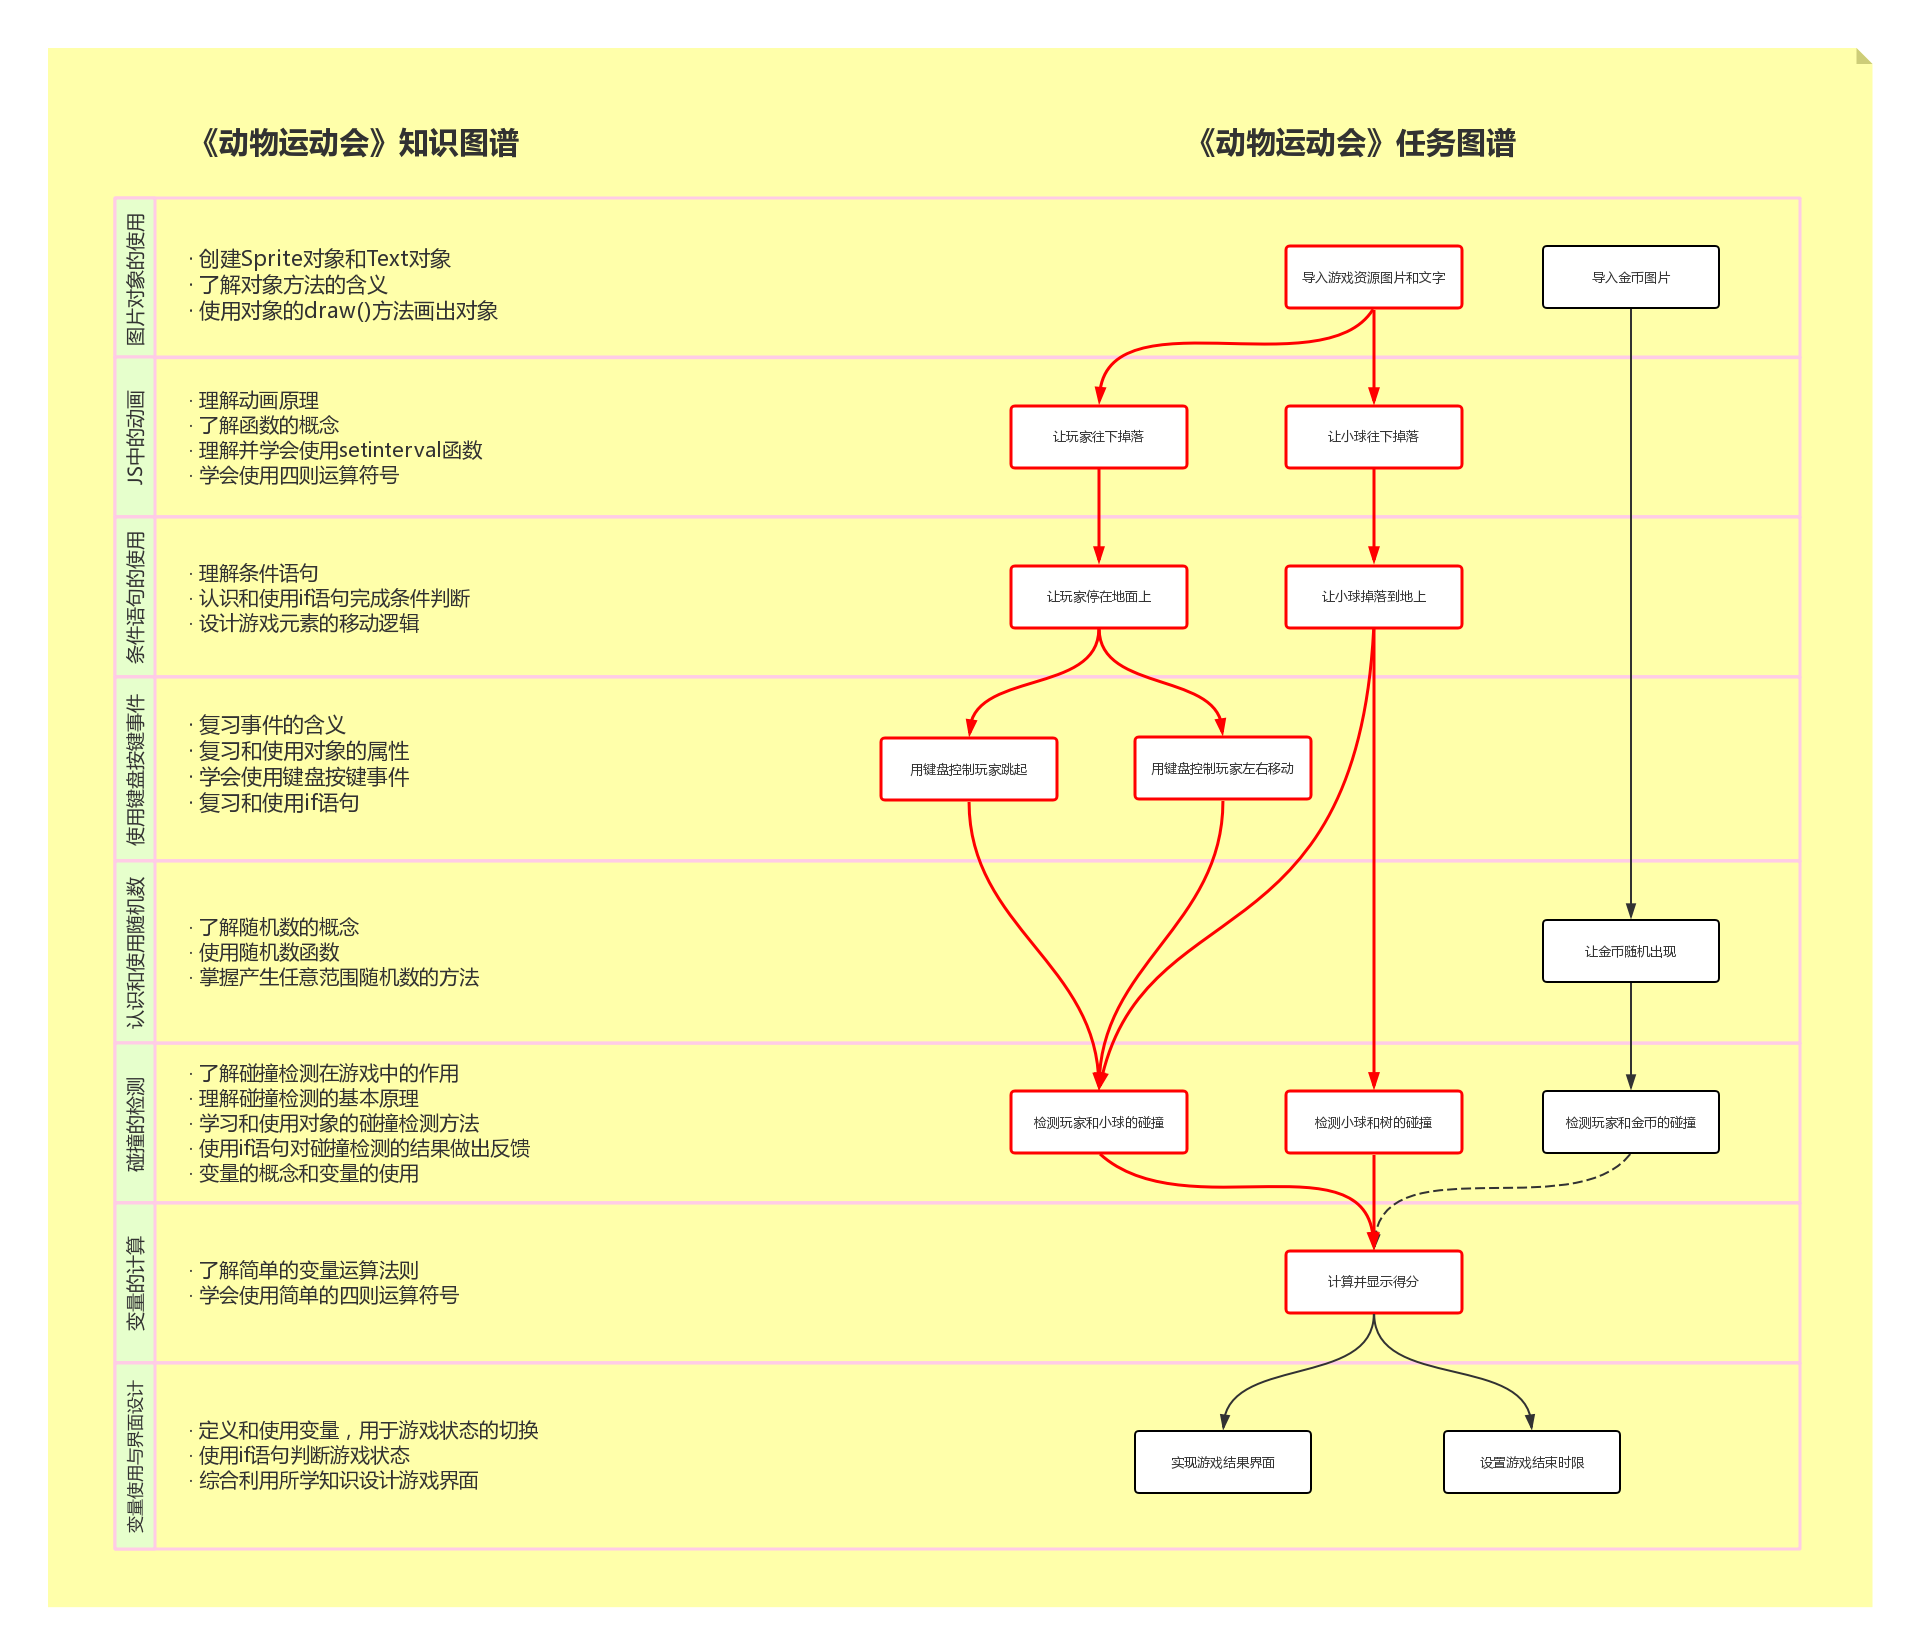 《动物运动会》知识图谱
《动物运动会》任务图谱
图片对象的使用
· 创建Sprite对象和Text对象
· 了解对象方法的含义
· 使用对象的draw()方法画出对象
导入游戏资源图片和文字
导入金币图片
JS中的动画
· 理解动画原理
· 了解函数的概念
· 理解并学会使用setinterval函数
· 学会使用四则运算符号
让玩家往下掉落
让小球往下掉落
条件语句的使用
· 理解条件语句
· 认识和使用if语句完成条件判断
· 设计游戏元素的移动逻辑
让玩家停在地面上
让小球掉落到地上
使用键盘按键事件
· 复习事件的含义
· 复习和使用对象的属性
· 学会使用键盘按键事件
· 复习和使用if语句
用键盘控制玩家跳起
用键盘控制玩家左右移动
认识和使用随机数
· 了解随机数的概念
· 使用随机数函数
· 掌握产生任意范围随机数的方法
让金币随机出现
碰撞的检测
· 了解碰撞检测在游戏中的作用
· 理解碰撞检测的基本原理
· 学习和使用对象的碰撞检测方法
· 使用if语句对碰撞检测的结果做出反馈
· 变量的概念和变量的使用
检测玩家和小球的碰撞
检测小球和树的碰撞
检测玩家和金币的碰撞
变量的计算
· 了解简单的变量运算法则
· 学会使用简单的四则运算符号
计算并显示得分
变量使用与界面设计
· 定义和使用变量，用于游戏状态的切换
· 使用if语句判断游戏状态
· 综合利用所学知识设计游戏界面
实现游戏结果界面
设置游戏结束时限